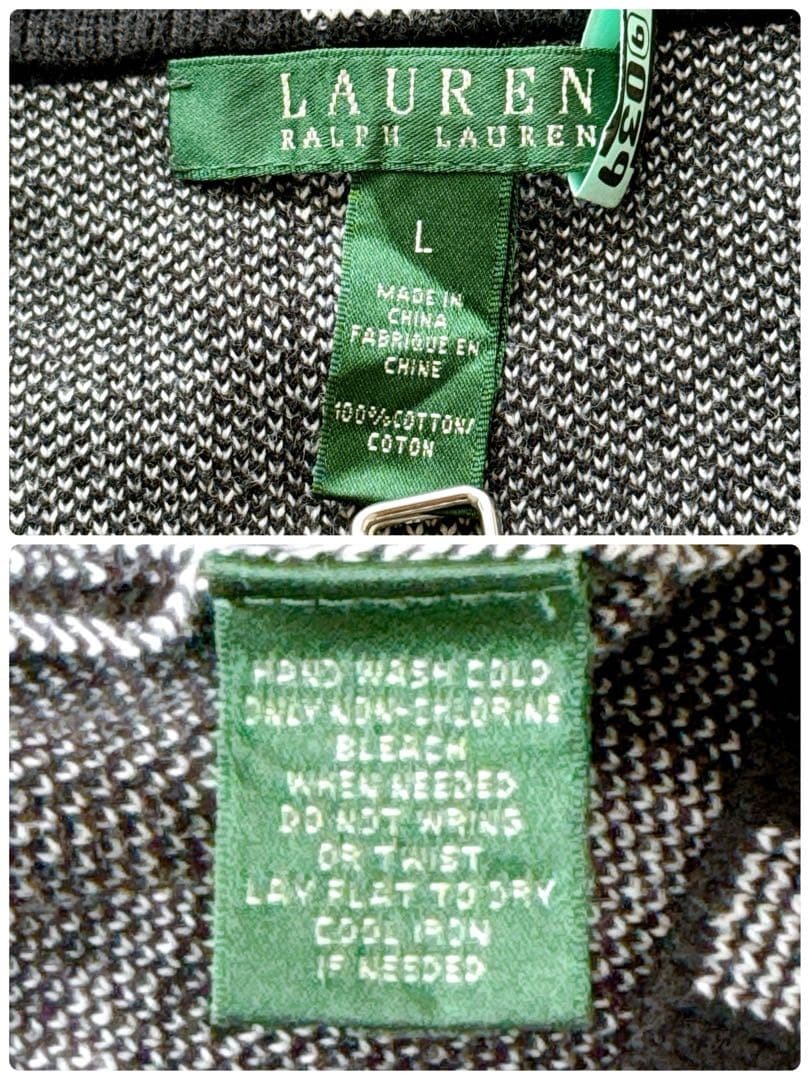 LAUREN
RALPH LAUREN
L
MADE IN
CHINA
FABRIQUE EN
CHINE
100% COTTON/
COTON
9039
HAND WASH COLD
ONLY NON-CHLORINE
BLEACH
WHEN NEEDED
DO NOT WRING
OR TWIST
LAY FLAT TO DRY
COOL IRON
IF NEEDED